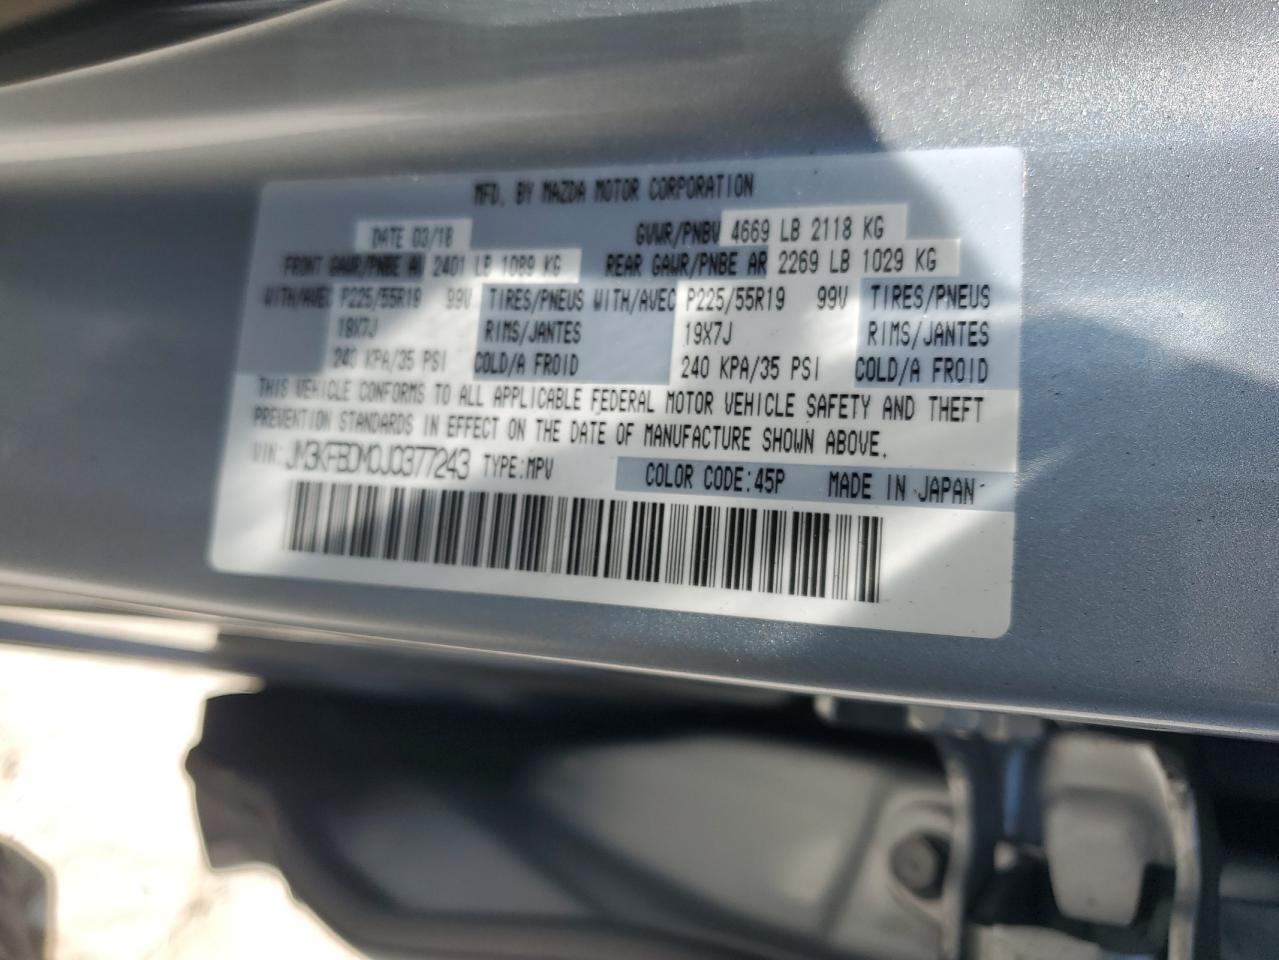 MFD. BY MAZDA MOTOR CORPORATION
DATE 03/18 GVWR/PNBV 4669 LB 2118 KG
FRONT GAWR/PNBE AV 2401 LB 1089 KG REAR GAWR/PNBE AR 2269 LB 1029 KG
WITH/AVEC P225/55R19 99V TIRES/PNEUS WITH/AVEC P225/55R19 99V TIRES/PNEUS
19X7J RIMS/JANTES 19X7J RIMS/JANTES
240 KPA/35 PSI COLD/A FROID 240 KPA/35 PSI COLD/A FROID
THIS VEHICLE CONFORMS TO ALL APPLICABLE FEDERAL MOTOR VEHICLE SAFETY AND THEFT
PREVENTION STANDARDS IN EFFECT ON THE DATE OF MANUFACTURE SHOWN ABOVE.
VIN: JM3KFBDM0J0377243 TYPE:MPV COLOR CODE:45P MADE IN JAPAN